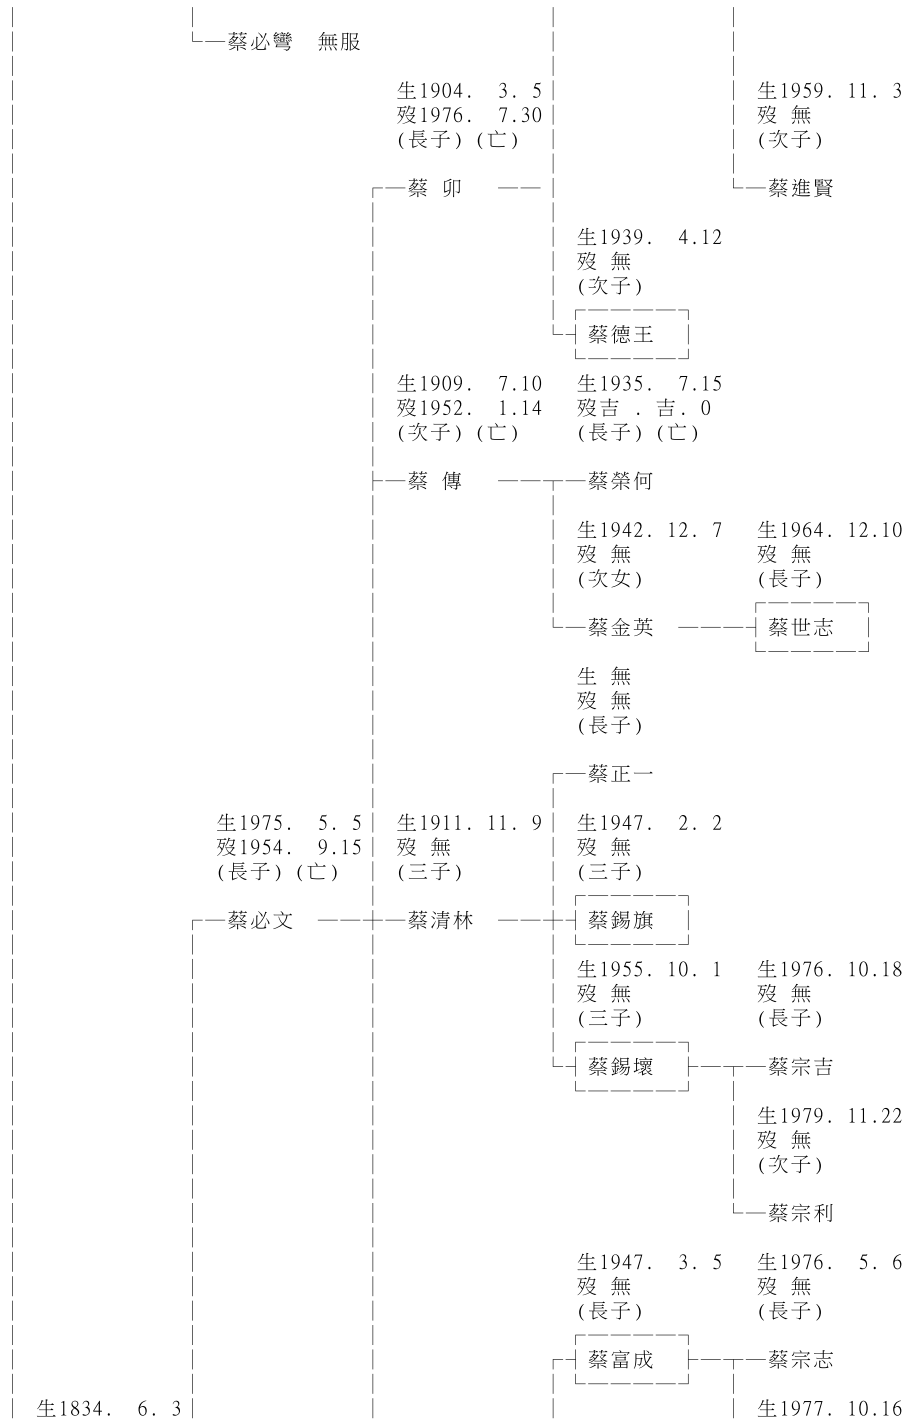 蔡必彎 無服
生1904. 3. 5 生1959. 11. 3
歿1976. 7.30 歿 無
(長子)(亡) (次子)
蔡 卯 蔡進賢
生1939. 4.12
歿 無
(次子)
蔡德王
生1909. 7.10 生1935. 7.15
歿1952. 1.14 歿吉 . 吉. 0
(次子)(亡) (長子)(亡)
蔡 傳 蔡榮何
生1942. 12. 7 生1964. 12.10
歿 無 歿 無
(次女) (長子)
蔡金英 蔡世志
生 無
歿 無
(長子)
蔡正一
生1975. 5. 5 生1911. 11. 9 生1947. 2. 2
歿1954. 9.15 歿 無 歿 無
(長子)(亡) (三子) (三子)
蔡必文 蔡清林 蔡錫旗
生1955. 10. 1 生1976. 10.18
歿 無 歿 無
(三子) (長子)
蔡錫壞 蔡宗吉
生1979. 11.22
歿 無
(次子)
蔡宗利
生1947. 3. 5 生1976. 5. 6
歿 無 歿 無
(長子) (長子)
蔡富成 蔡宗志
生1834. 6. 3 生1977. 10.16